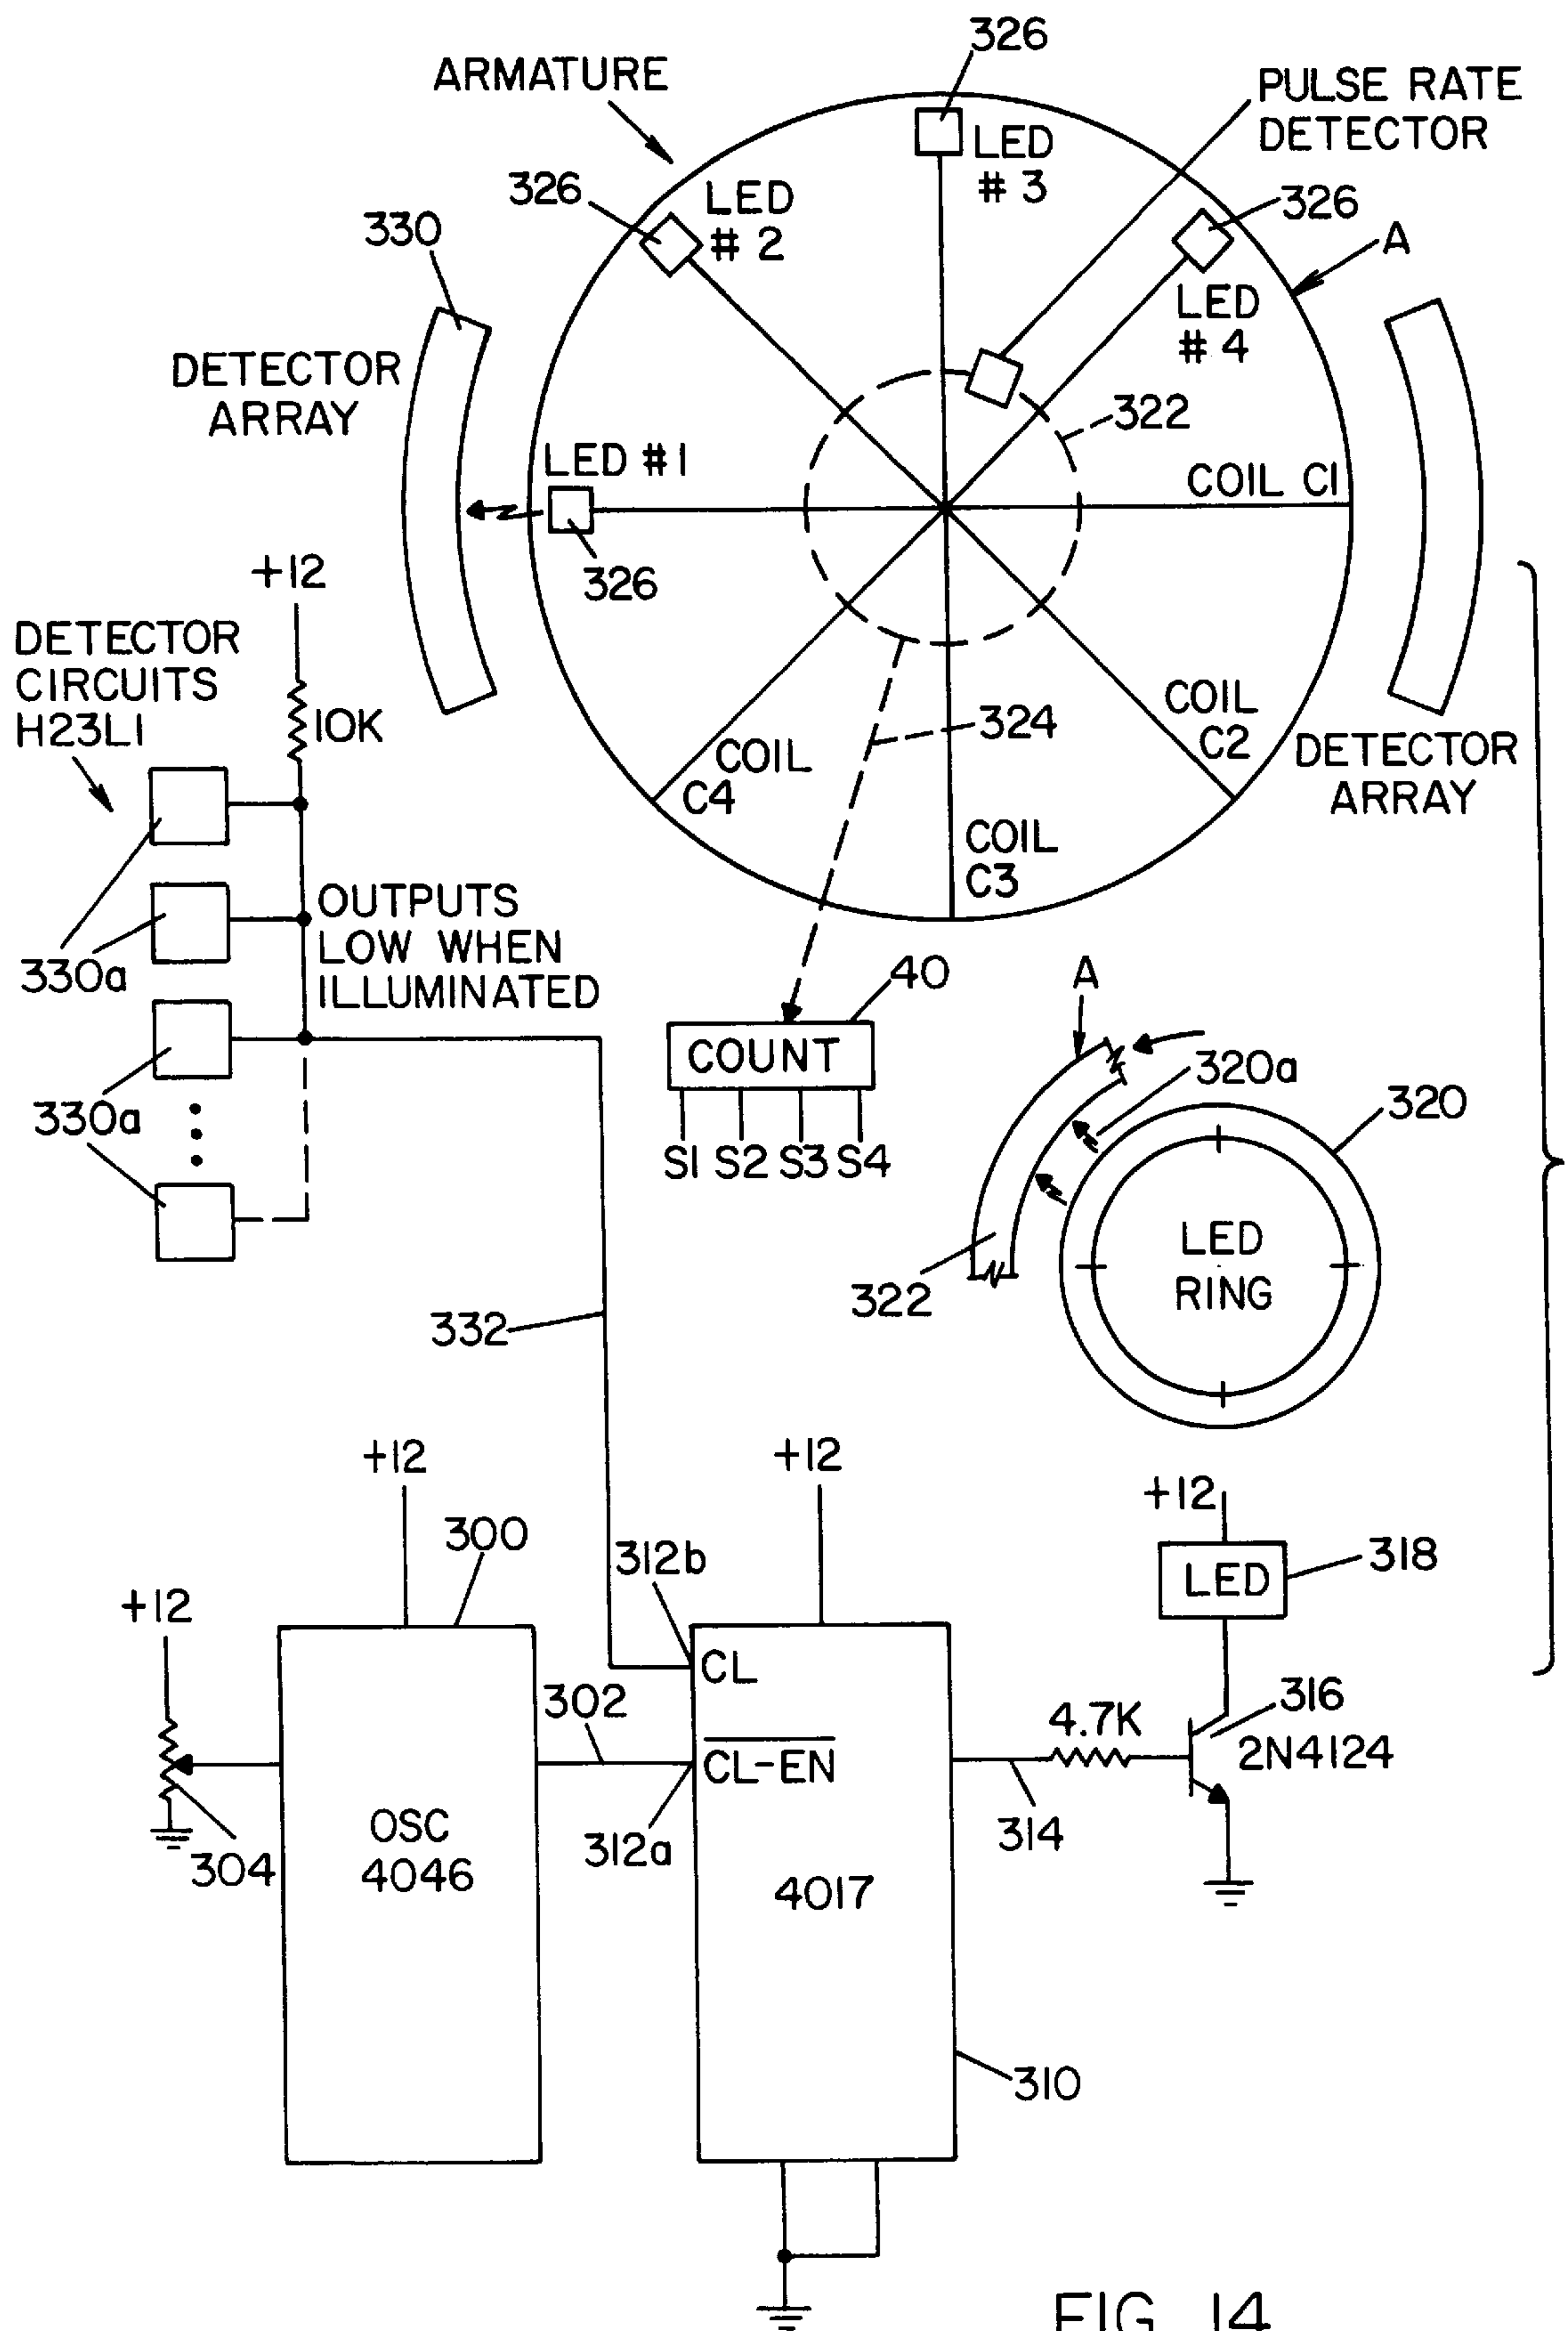 326
ARMATURE
PULSE RATE
DETECTOR
LED
# 3
326
LED
# 2
326
330
A
LED
# 4
DETECTOR
ARRAY
322
LED #1
COIL C1
326
+12
DETECTOR
CIRCUITS
H23L1
10K
COIL
C2
324
COIL
C4
DETECTOR
ARRAY
COIL
C3
OUTPUTS
LOW WHEN
ILLUMINATED
330a
40
A
COUNT
320a
320
330a
S1 S2 S3 S4
LED
RING
322
332
+12
+12
+12
300
312b
LED
318
+12
CL
302
316
4.7K
CL-EN
2N4124
OSC
4046
304
312a
314
4017
310
FIG. 14